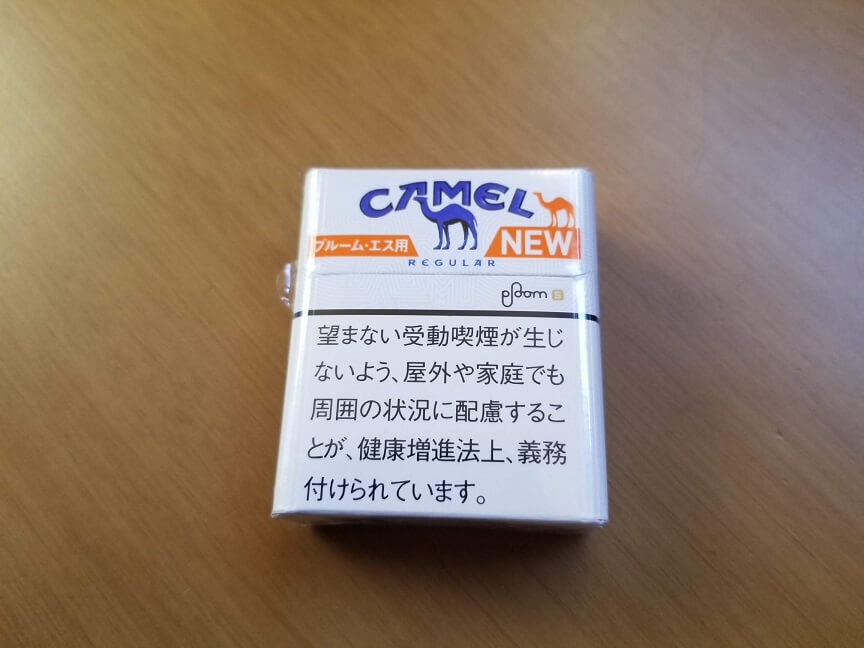 CAMEL
プルーム・エス用
NEW
REGULAR
ploom S
望まない受動喫煙が生じ
ないよう、屋外や家庭でも
周囲の状況に配慮するこ
とが、健康増進法上、義務
付けられています。